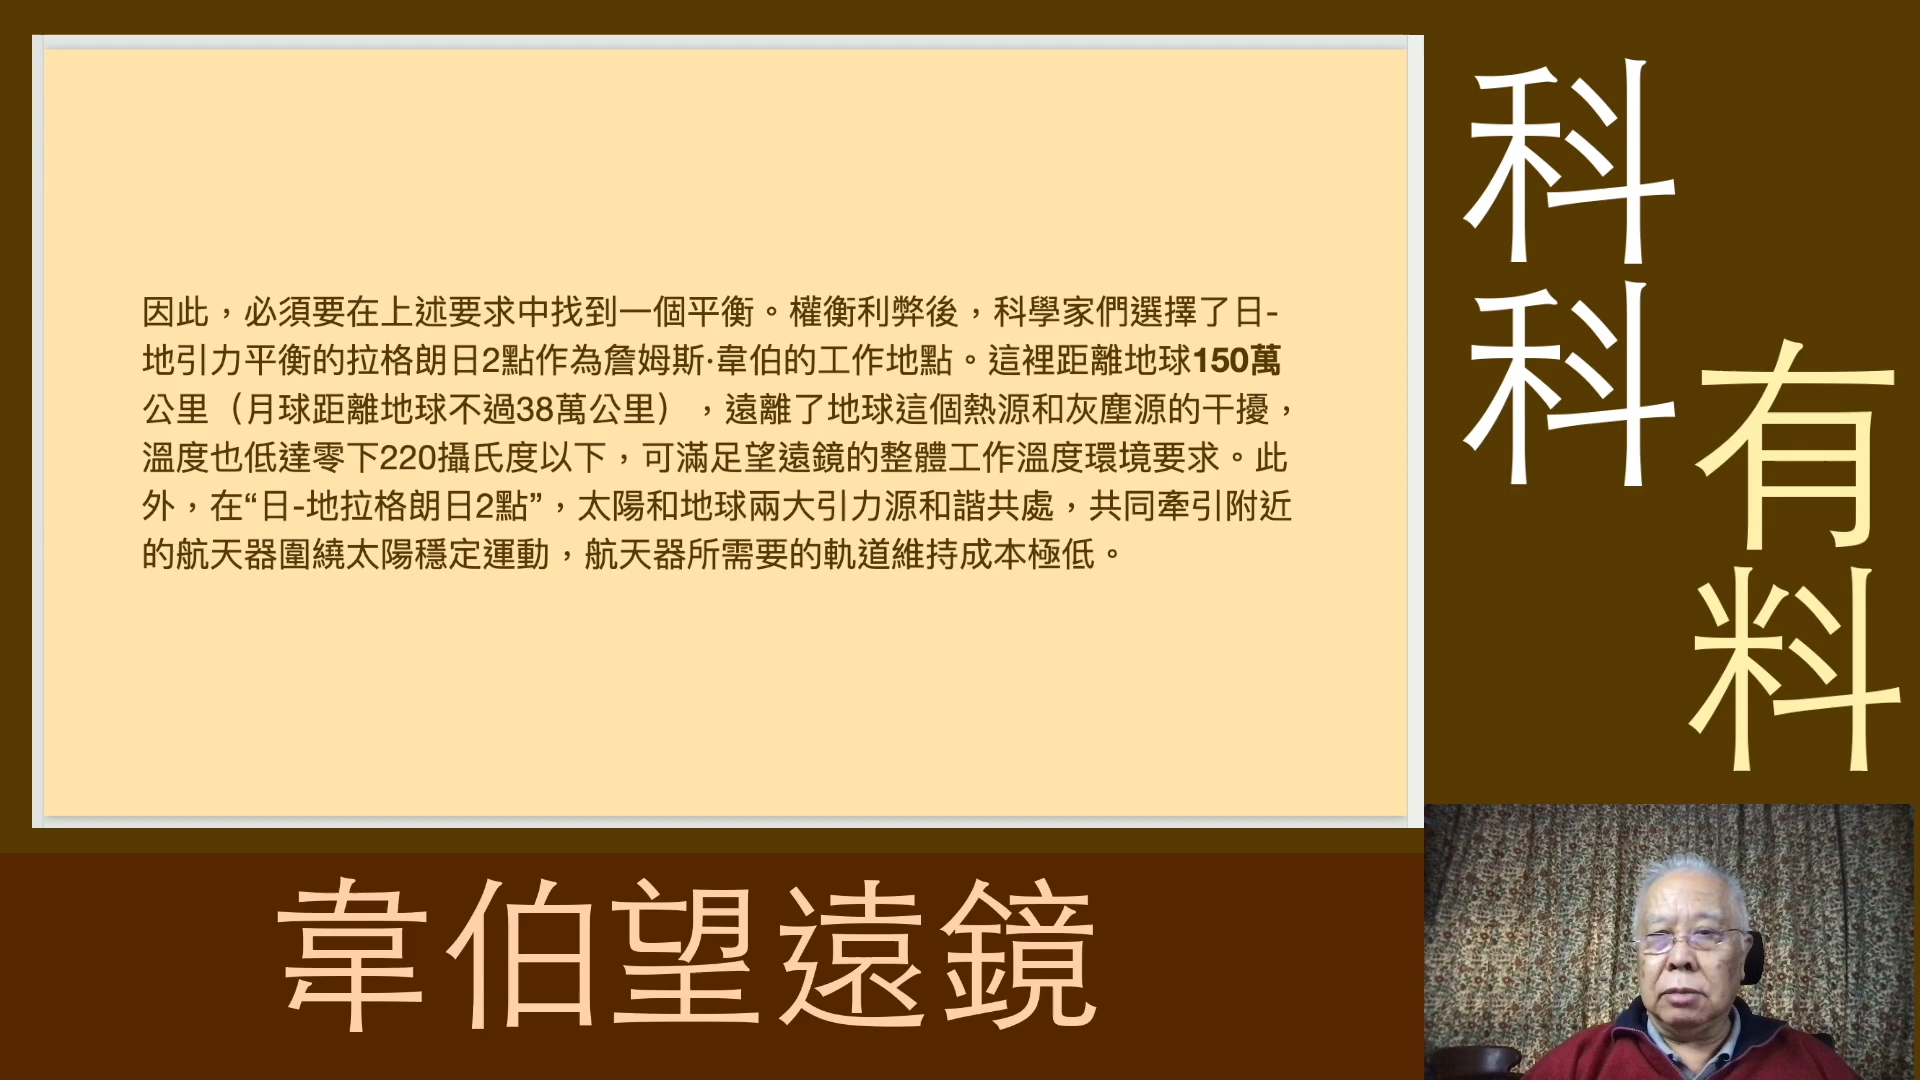 因此，必須要在上述要求中找到一個平衡。權衡利弊後，科學家們選擇了日-
地引力平衡的拉格朗日2點作為詹姆斯·韋伯的工作地點。這裡距離地球150萬
公里（月球距離地球不過38萬公里），遠離了地球這個熱源和灰塵源的干擾，
溫度也低達零下220攝氏度以下，可滿足望遠鏡的整體工作溫度環境要求。此
外，在“日-地拉格朗日2點”，太陽和地球兩大引力源和諧共處，共同牽引附近
的航天器圍繞太陽穩定運動，航天器所需要的軌道維持成本極低。
科科
有料
韋伯望遠鏡